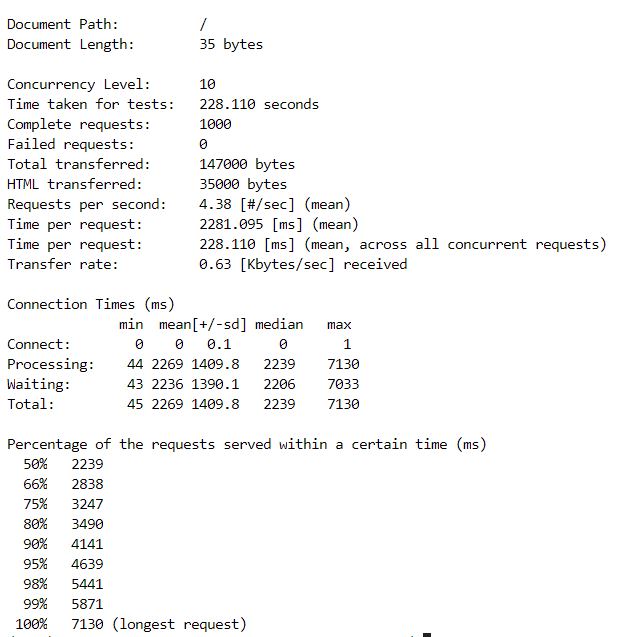 Document Path:          /
Document Length:        35 bytes

Concurrency Level:      10
Time taken for tests:   228.110 seconds
Complete requests:      1000
Failed requests:        0
Total transferred:      147000 bytes
HTML transferred:       35000 bytes
Requests per second:    4.38 [#/sec] (mean)
Time per request:       2281.095 [ms] (mean)
Time per request:       228.110 [ms] (mean, across all concurrent requests)
Transfer rate:          0.63 [Kbytes/sec] received

Connection Times (ms)
              min  mean[+/-sd] median   max
Connect:        0    0   0.1      0       1
Processing:    44 2269 1409.8   2239    7130
Waiting:       43 2236 1390.1   2206    7033
Total:         45 2269 1409.8   2239    7130

Percentage of the requests served within a certain time (ms)
  50%   2239
  66%   2838
  75%   3247
  80%   3490
  90%   4141
  95%   4639
  98%   5441
  99%   5871
 100%   7130 (longest request)